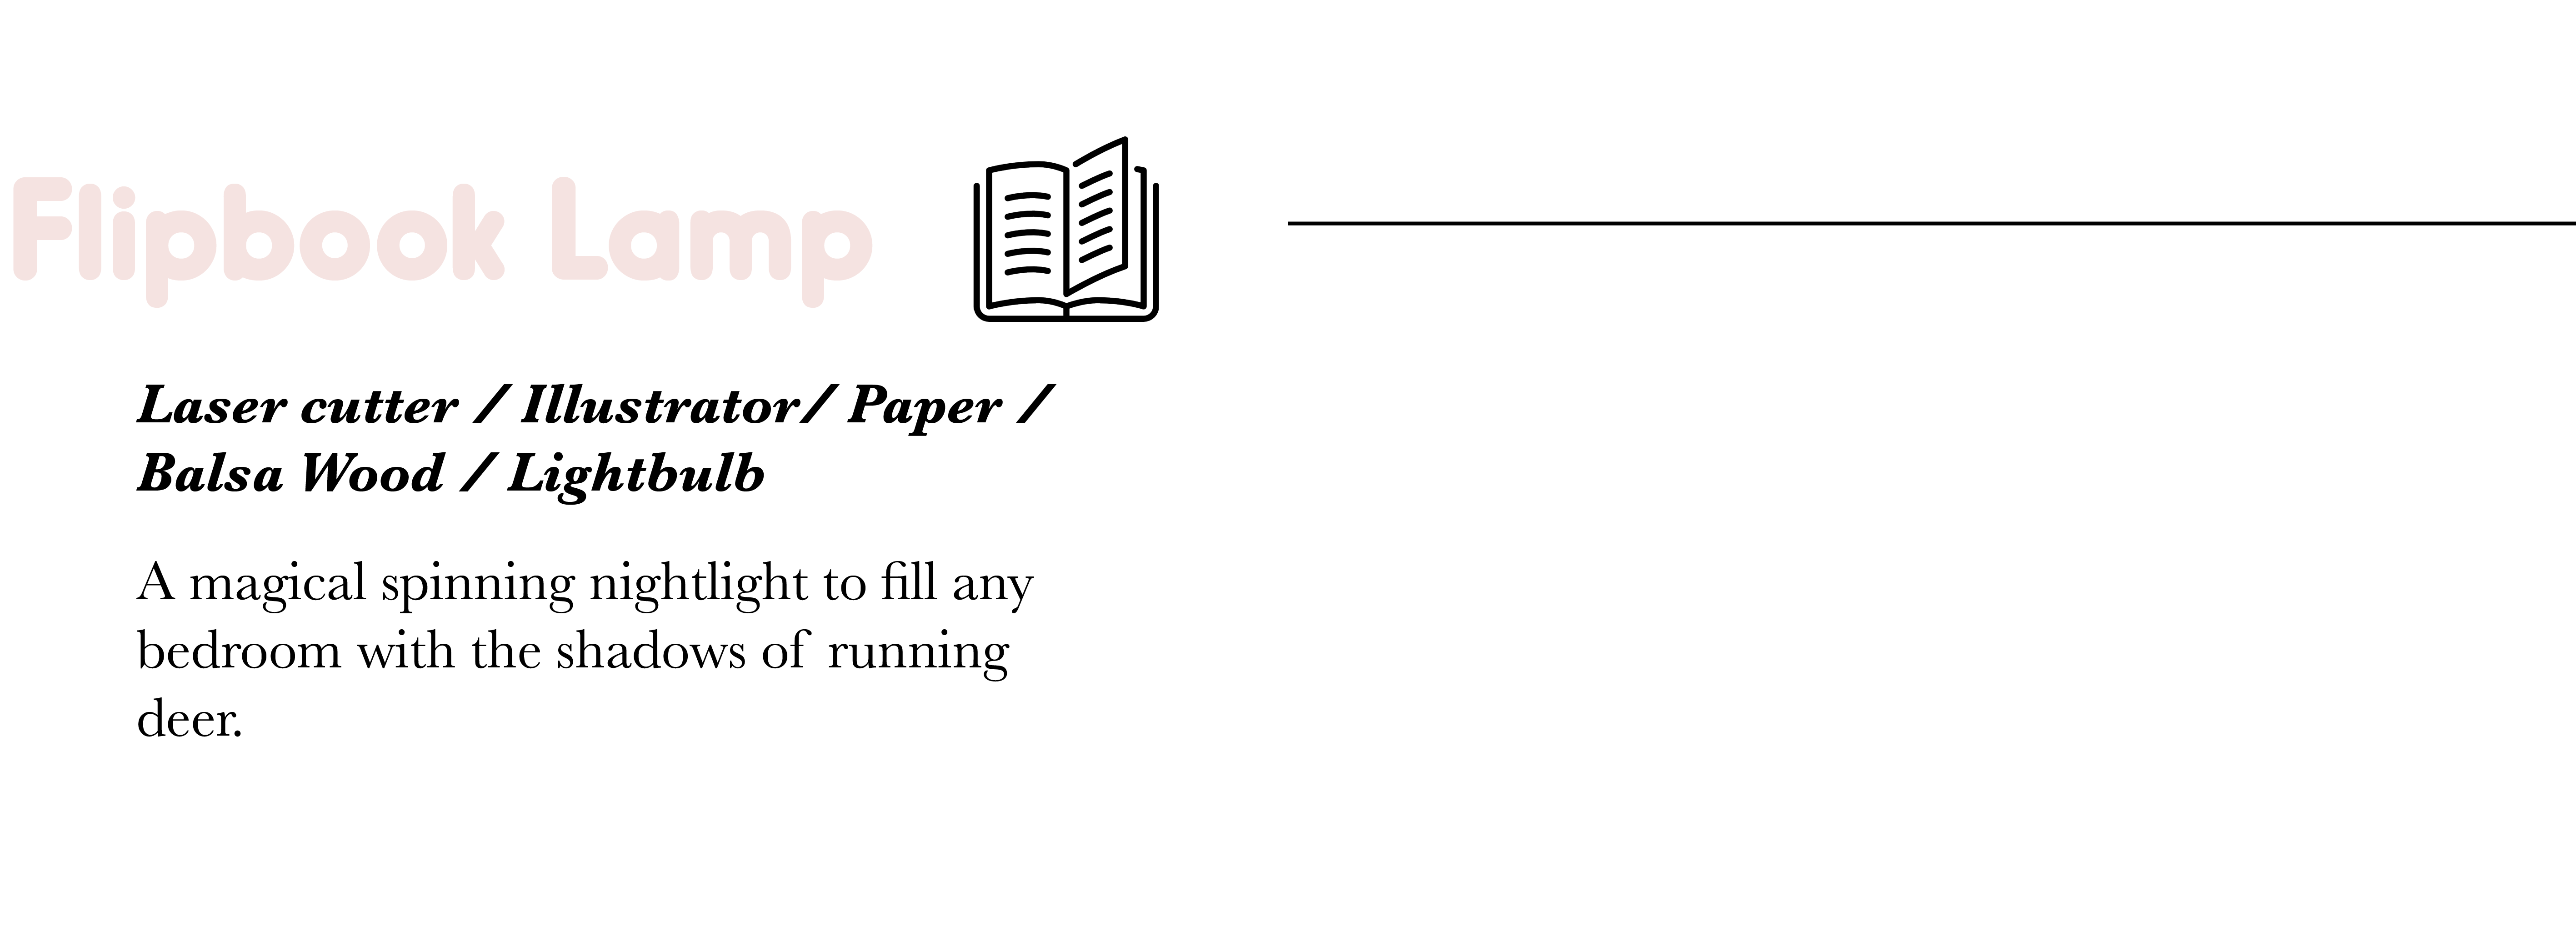 Flipbook Lamp
Laser cutter / Illustrator/ Paper /
Balsa Wood / Lightbulb
A magical spinning nightlight to fill any
bedroom with the shadows of running
deer.